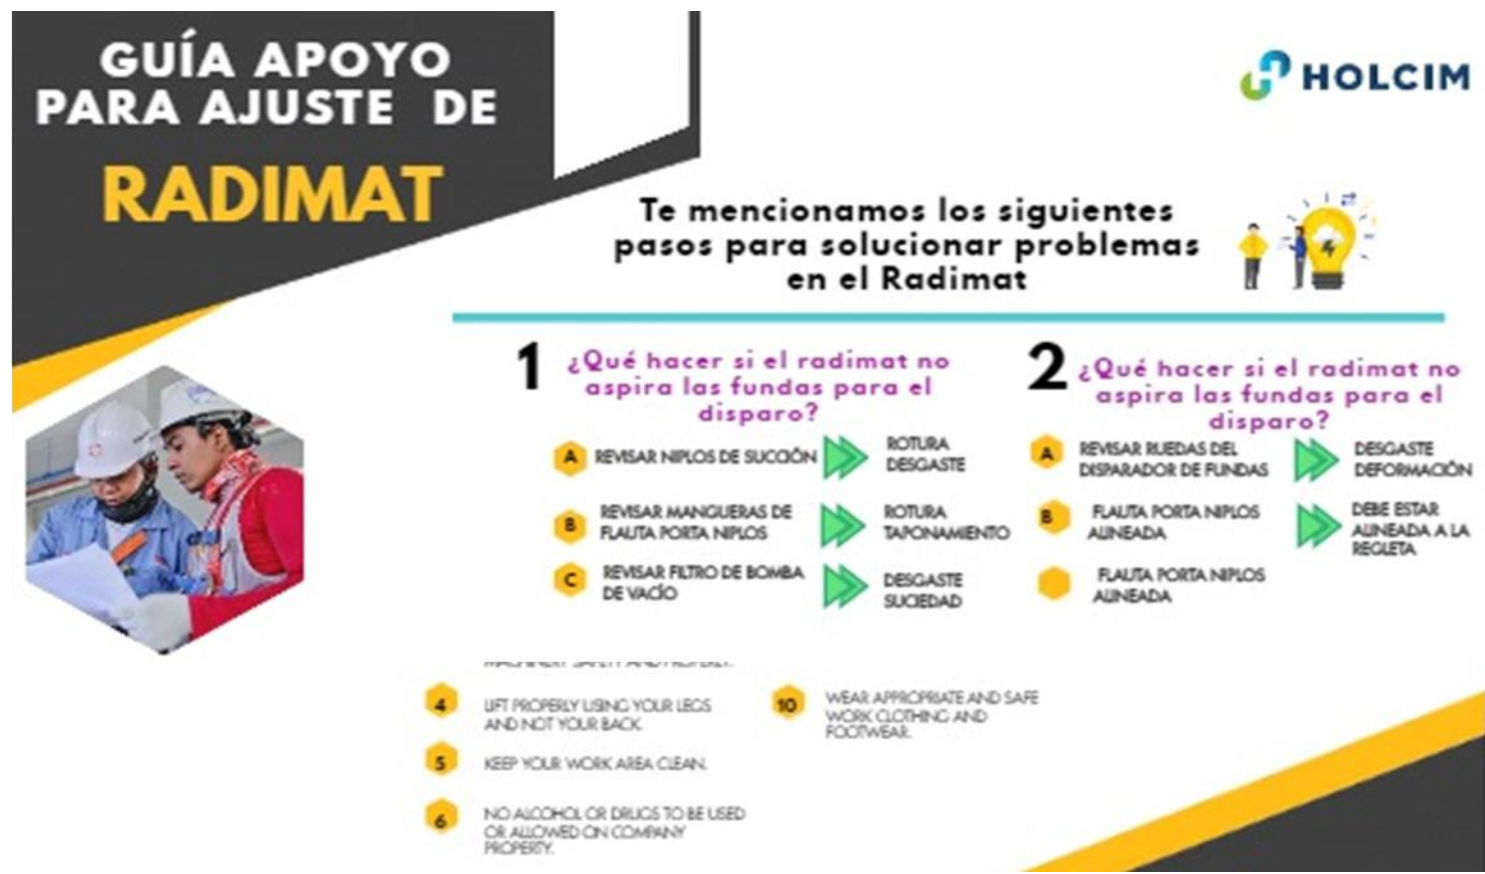 GUÍA APOYO
PARA AJUSTE DE
RADIMAT
HOLCIM
Te mencionamos los siguientes
pasos para solucionar problemas
en el Radimat
1
¿Qué hacer si el radimat no
aspira las fundas para el
disparo?
A REVISAR NIPLOS DE SUCCIÓN
ROTURA
DESGASTE
B REVISAR MANGUERAS DE
FLAUTA PORTA NIPLOS
ROTURA
TAPONAMIENTO
C REVISAR FILTRO DE BOMBA
DE VACÍO
DESGASTE
SUCIEDAD
2
¿Qué hacer si el radimat no
aspira las fundas para el
disparo?
A REVISAR RUEDAS DEL
DISPARADOR DE FUNDAS
DESGASTE
DEFORMACIÓN
B FLAUTA PORTA NIPLOS
ALINEADA
DEBE ESTAR
ALINEADA A LA
REGLETA
FLAUTA PORTA NIPLOS
ALINEADA
4 LIFT PROPERLY USING YOUR LEGS
AND NOT YOUR BACK.
5 KEEP YOUR WORK AREA CLEAN.
6 NO ALCOHOL OR DRUGS TO BE USED
OR ALLOWED ON COMPANY
PROPERTY.
10 WEAR APPROPRIATE AND SAFE
WORK CLOTHING AND
FOOTWEAR.